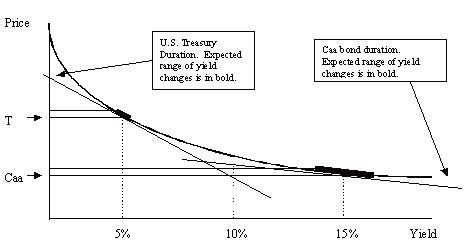 Price
U.S. Treasury
Duration. Expected
range of yield
changes is in bold.
Caa bond duration.
Expected range of yield
changes is in bold.
T
Caa
5%
10%
15%
Yield